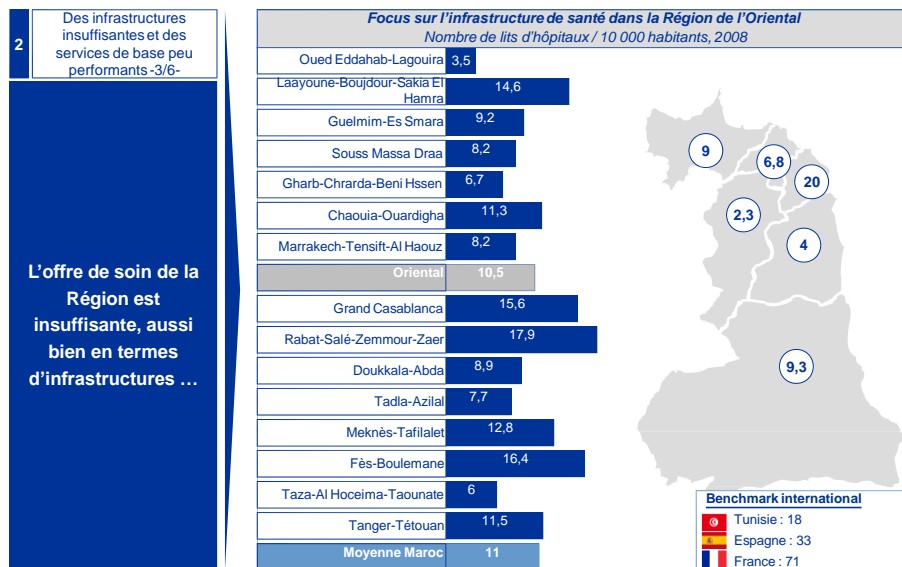 2
Des infrastructures
insuffisantes et des
services de base peu
performants -3/6-
L'offre de soin de la
Région est
insuffisante, aussi
bien en termes
d'infrastructures …
Focus sur l'infrastructure de santé dans la Région de l'Oriental
Nombre de lits d'hôpitaux / 10 000 habitants, 2008
Oued Eddahab-Lagouira 3,5
Laayoune-Boujdour-Sakia El
Hamra 14,6
Guelmim-Es Smara 9,2
Souss Massa Draa 8,2
Gharb-Chrarda-Beni Hssen 6,7
Chaouia-Ouardigha 11,3
Marrakech-Tensift-Al Haouz 8,2
Oriental 10,5
Grand Casablanca 15,6
Rabat-Salé-Zemmour-Zaer 17,9
Doukkala-Abda 8,9
Tadla-Azilal 7,7
Meknès-Tafilalet 12,8
Fès-Boulemane 16,4
Taza-Al Hoceima-Taounate 6
Tanger-Tétouan 11,5
Moyenne Maroc 11
9
6,8
20
2,3
4
9,3
Benchmark international
Tunisie : 18
Espagne : 33
France : 71